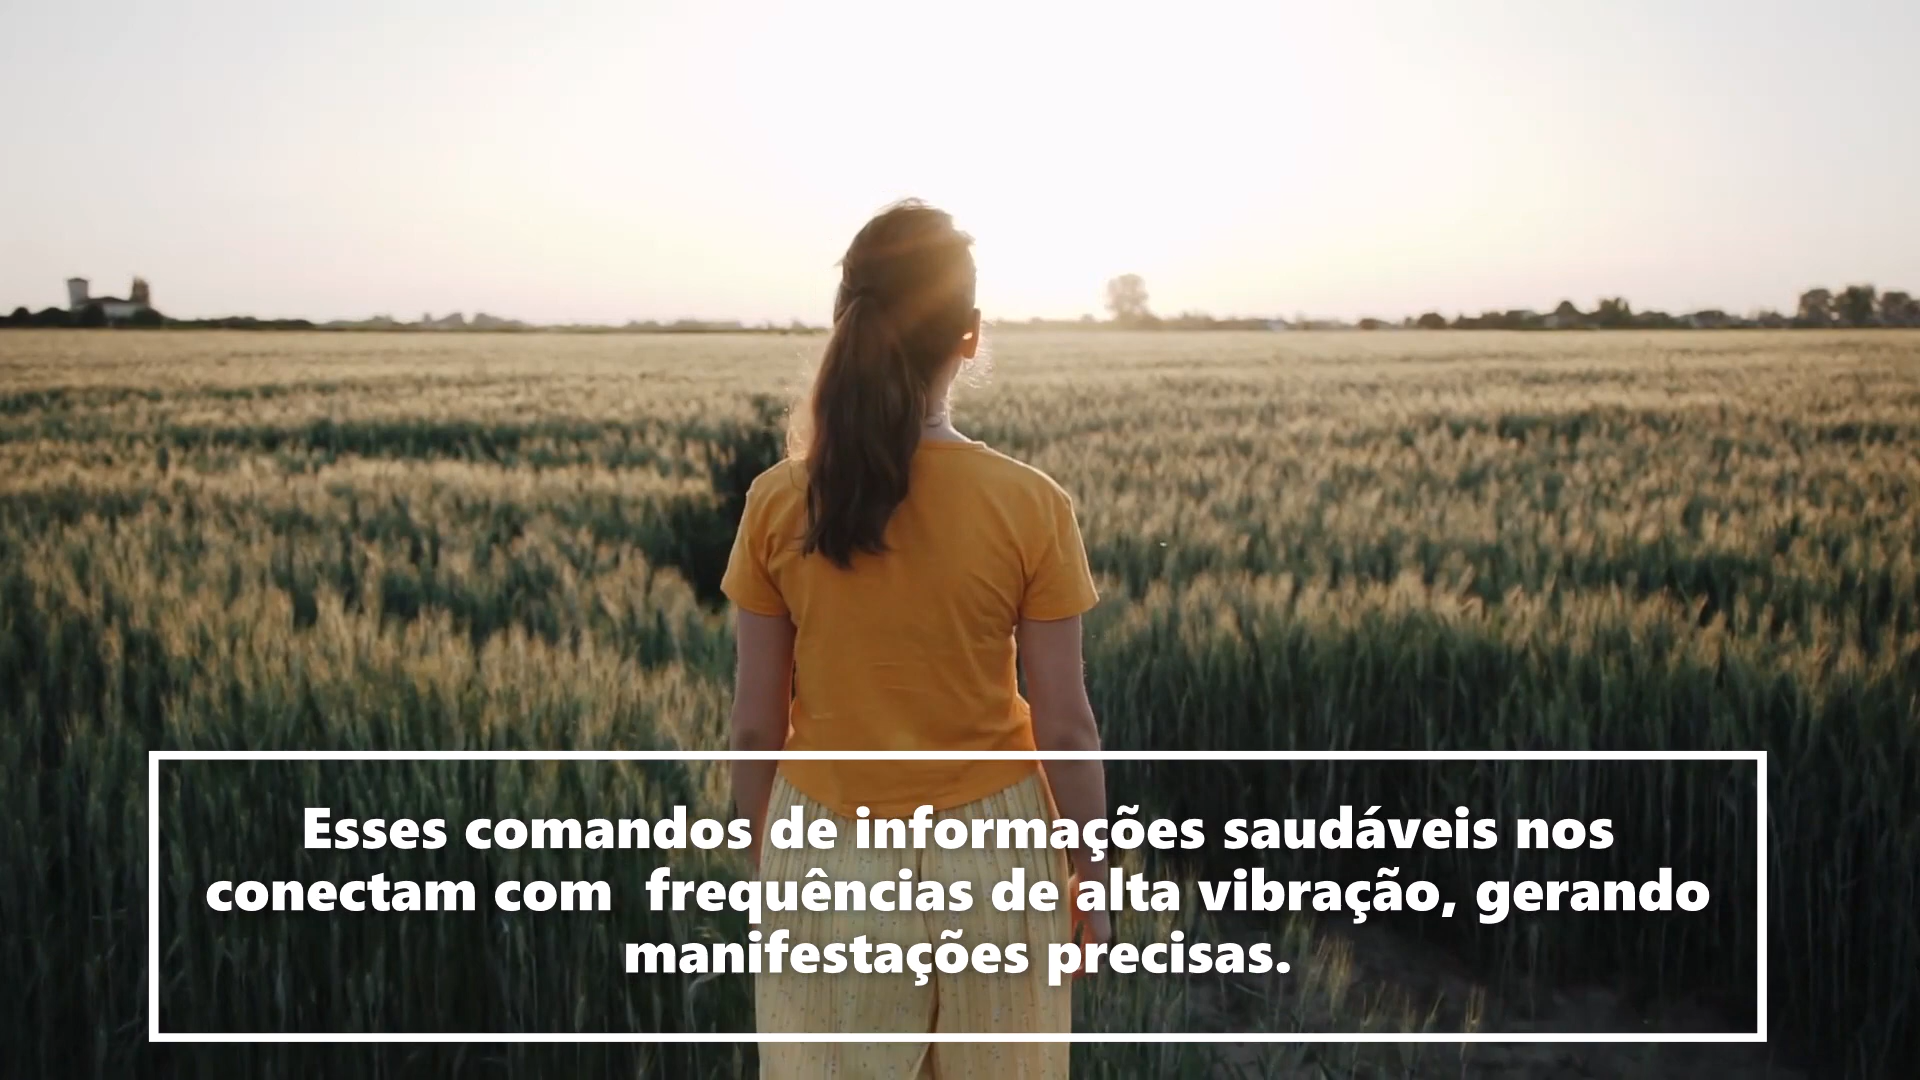 Esses comandos de informações saudáveis nos
conectam com  frequências de alta vibração, gerando
manifestações precisas.